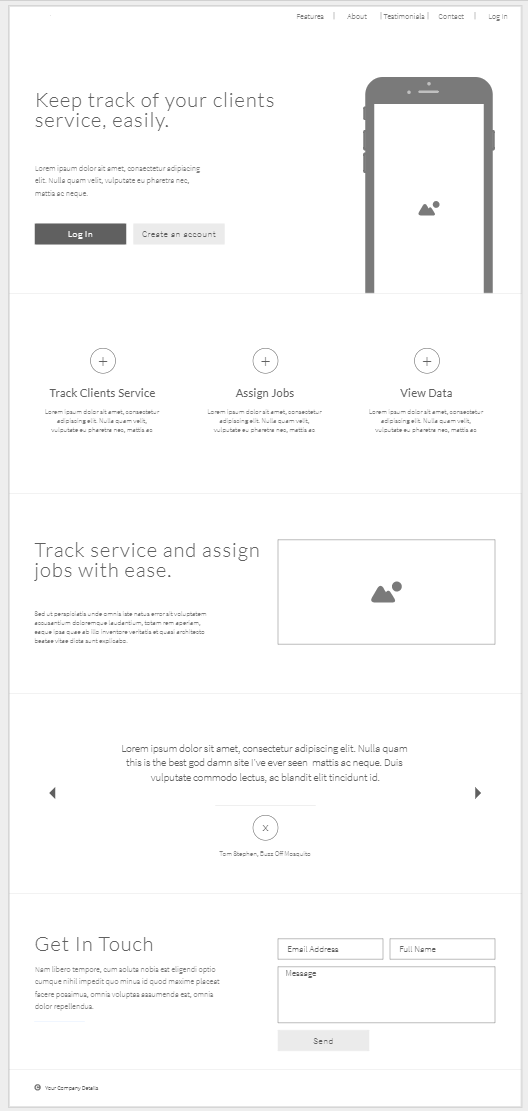 Features | About | Testimonials | Contact | Log In
Keep track of your clients
service, easily.
Lorem ipsum dolor sit amet, consectetur adipiscing
elit. Nulla quam velit, vulputate eu pharetra nec,
mattis ac neque.
Log In
Create an account
Track Clients Service
Lorem ipsum dolor sit amet, consectetur
adipiscing elit. Nulla quam velit,
vulputate eu pharetra nec, mattis ac
Assign Jobs
Lorem ipsum dolor sit amet, consectetur
adipiscing elit. Nulla quam velit,
vulputate eu pharetra nec, mattis ac
View Data
Lorem ipsum dolor sit amet, consectetur
adipiscing elit. Nulla quam velit,
vulputate eu pharetra nec, mattis ac
Track service and assign
jobs with ease.
Sed ut perspiciatis unde omnis iste natus error sit voluptatem
accusantium doloremque laudantium, totam rem aperiam,
eaque ipsa quae ab illo inventore veritatis et quasi architecto
beatae vitae dicta sunt explicabo.
Lorem ipsum dolor sit amet, consectetur adipiscing elit. Nulla quam
this is the best god damn site I've ever seen mattis ac neque. Duis
vulputate commodo lectus, ac blandit elit tincidunt id.
X
Tom Stephen, Buss Off Mosquito
Get In Touch
Nam libero tempore, cum soluta nobis est eligendi optio
cumque nihil impedit quo minus id quod maxime placeat
facere possimus, omnis voluptas assumenda est, omnis
dolor repellendus.
Email Address
Full Name
Message
Send
© Your Company Details